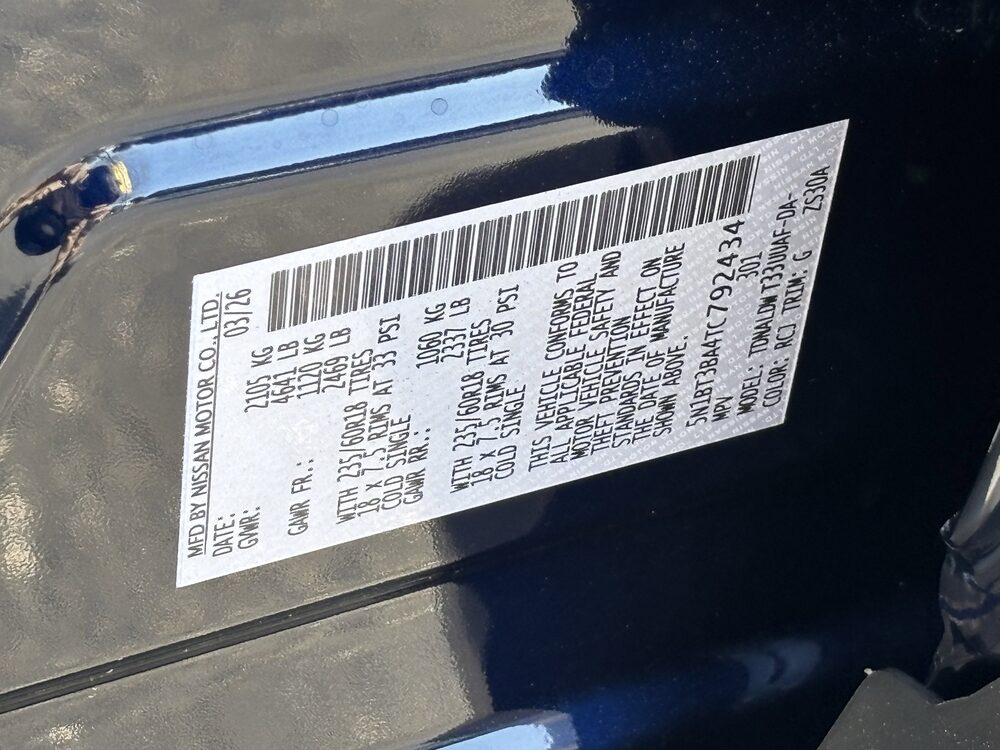 MFD BY NISSAN MOTOR CO., LTD.
DATE: 03/26
GVWR: 2105 KG
4641 LB
GAWR FR.: 1120 KG
2469 LB
WITH 235/60R18 TIRES
18 X 7.5 RIMS AT 33 PSI
COLD SINGLE
GAWR RR.: 1060 KG
2337 LB
WITH 235/60R18 TIRES
18 X 7.5 RIMS AT 30 PSI
COLD SINGLE
THIS VEHICLE CONFORMS TO
ALL APPLICABLE FEDERAL
MOTOR VEHICLE SAFETY AND
THEFT PREVENTION
STANDARDS IN EFFECT ON
THE DATE OF MANUFACTURE
SHOWN ABOVE.
5N1BT3BA4TC792434
MPV 301
MODEL: TDWALDWT33UUAF-DA-
COLOR: RCJ TRIM: G ZS30A